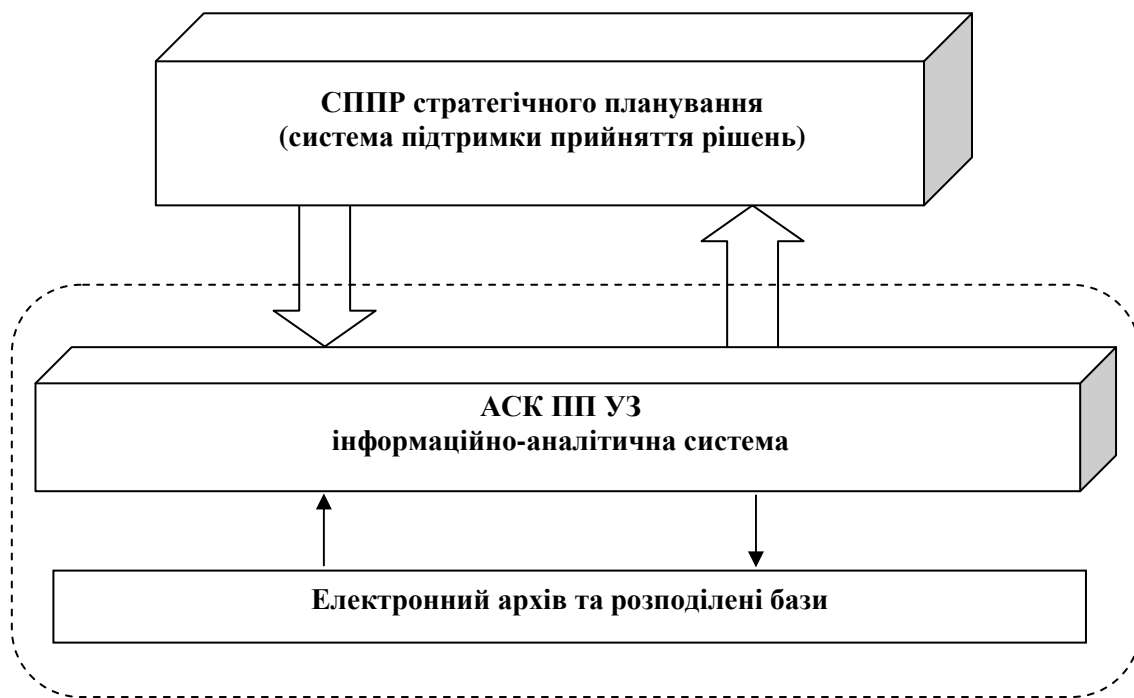 СППР стратегічного планування
(система підтримки прийняття рішень)
АСК ПП УЗ
інформаційно-аналітична система
Електронний архів та розподілені бази